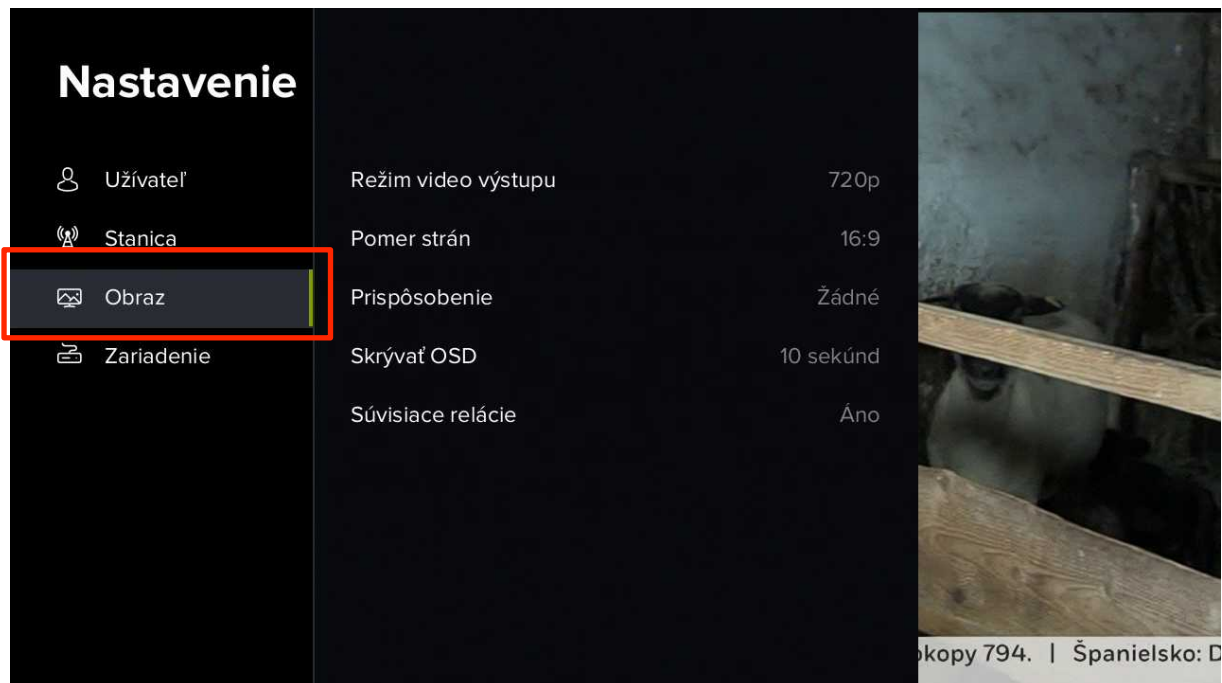 Nastavenie
Užívateľ
Stanica
Obraz
Zariadenie
Režim video výstupu 720p
Pomer strán 16:9
Prispôsobenie Žádné
Skrývať OSD 10 sekúnd
Súvisiace relácie Áno
794. | Španielsko: